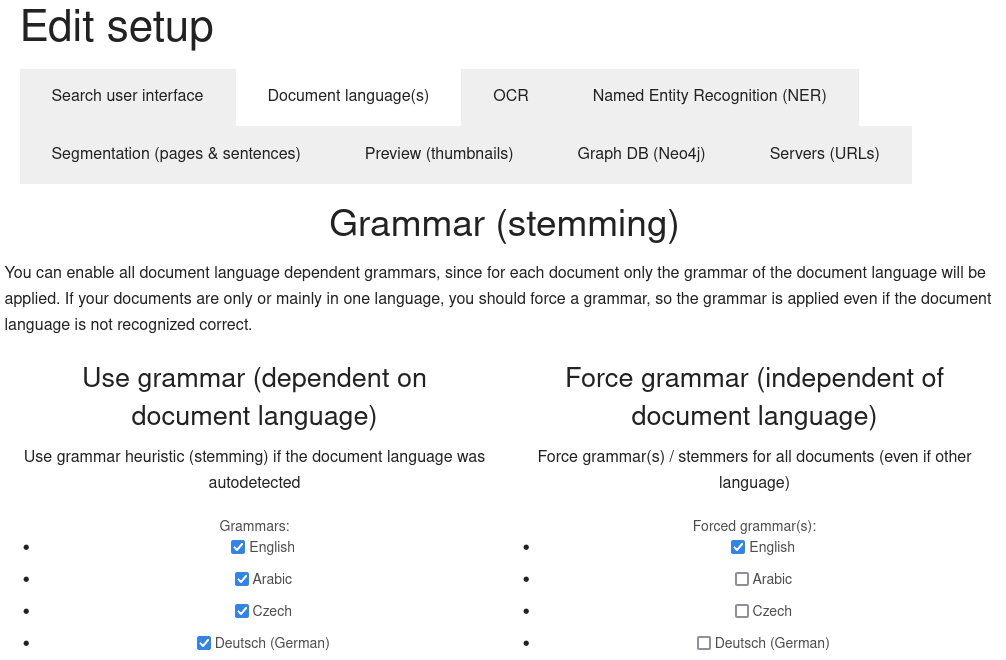 Edit setup
Search user interface
Document language(s)
OCR
Named Entity Recognition (NER)
Segmentation (pages & sentences)
Preview (thumbnails)
Graph DB (Neo4j)
Servers (URLs)
Grammar (stemming)
You can enable all document language dependent grammars, since for each document only the grammar of the document language will be
applied. If your documents are only or mainly in one language, you should force a grammar, so the grammar is applied even if the document
language is not recognized correct.
Use grammar (dependent on
document language)
Use grammar heuristic (stemming) if the document language was
autodetected
Grammars:
English
Arabic
Czech
Deutsch (German)
Force grammar (independent of
document language)
Force grammar(s) / stemmers for all documents (even if other
language)
Forced grammar(s):
English
Arabic
Czech
Deutsch (German)